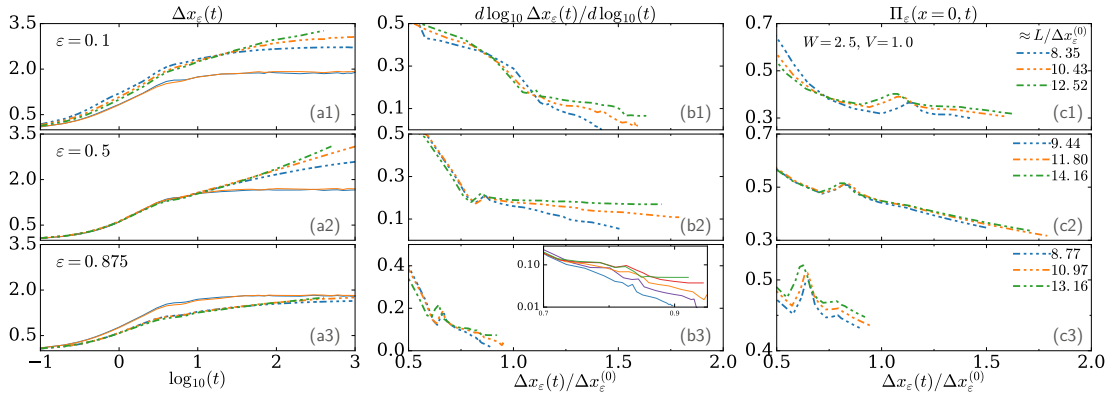 Δx_ε(t)
d log₁₀ Δx_ε(t)/d log₁₀(t)
Π_ε(x=0, t)
3.5
2.0
0.5
ε=0.1
(a1)
0.5
0.3
0.1
(b1)
0.7
0.5
0.3
W=2.5, V=1.0
≈L/Δx_ε^(0)
8.35
10.43
12.52
(c1)
3.5
2.0
0.5
ε=0.5
(a2)
0.5
0.3
0.1
(b2)
0.7
0.5
0.3
9.44
11.80
14.16
(c2)
3.5
2.0
0.5
ε=0.875
(a3)
0.4
0.2
0.0
0.10
0.01
0.7
0.9
(b3)
0.5
0.4
8.77
10.97
13.16
(c3)
−1 0 1 2 3
0.5 1.0 1.5 2.0
0.5 1.0 1.5 2.0
log₁₀(t)
Δx_ε(t)/Δx_ε^(0)
Δx_ε(t)/Δx_ε^(0)